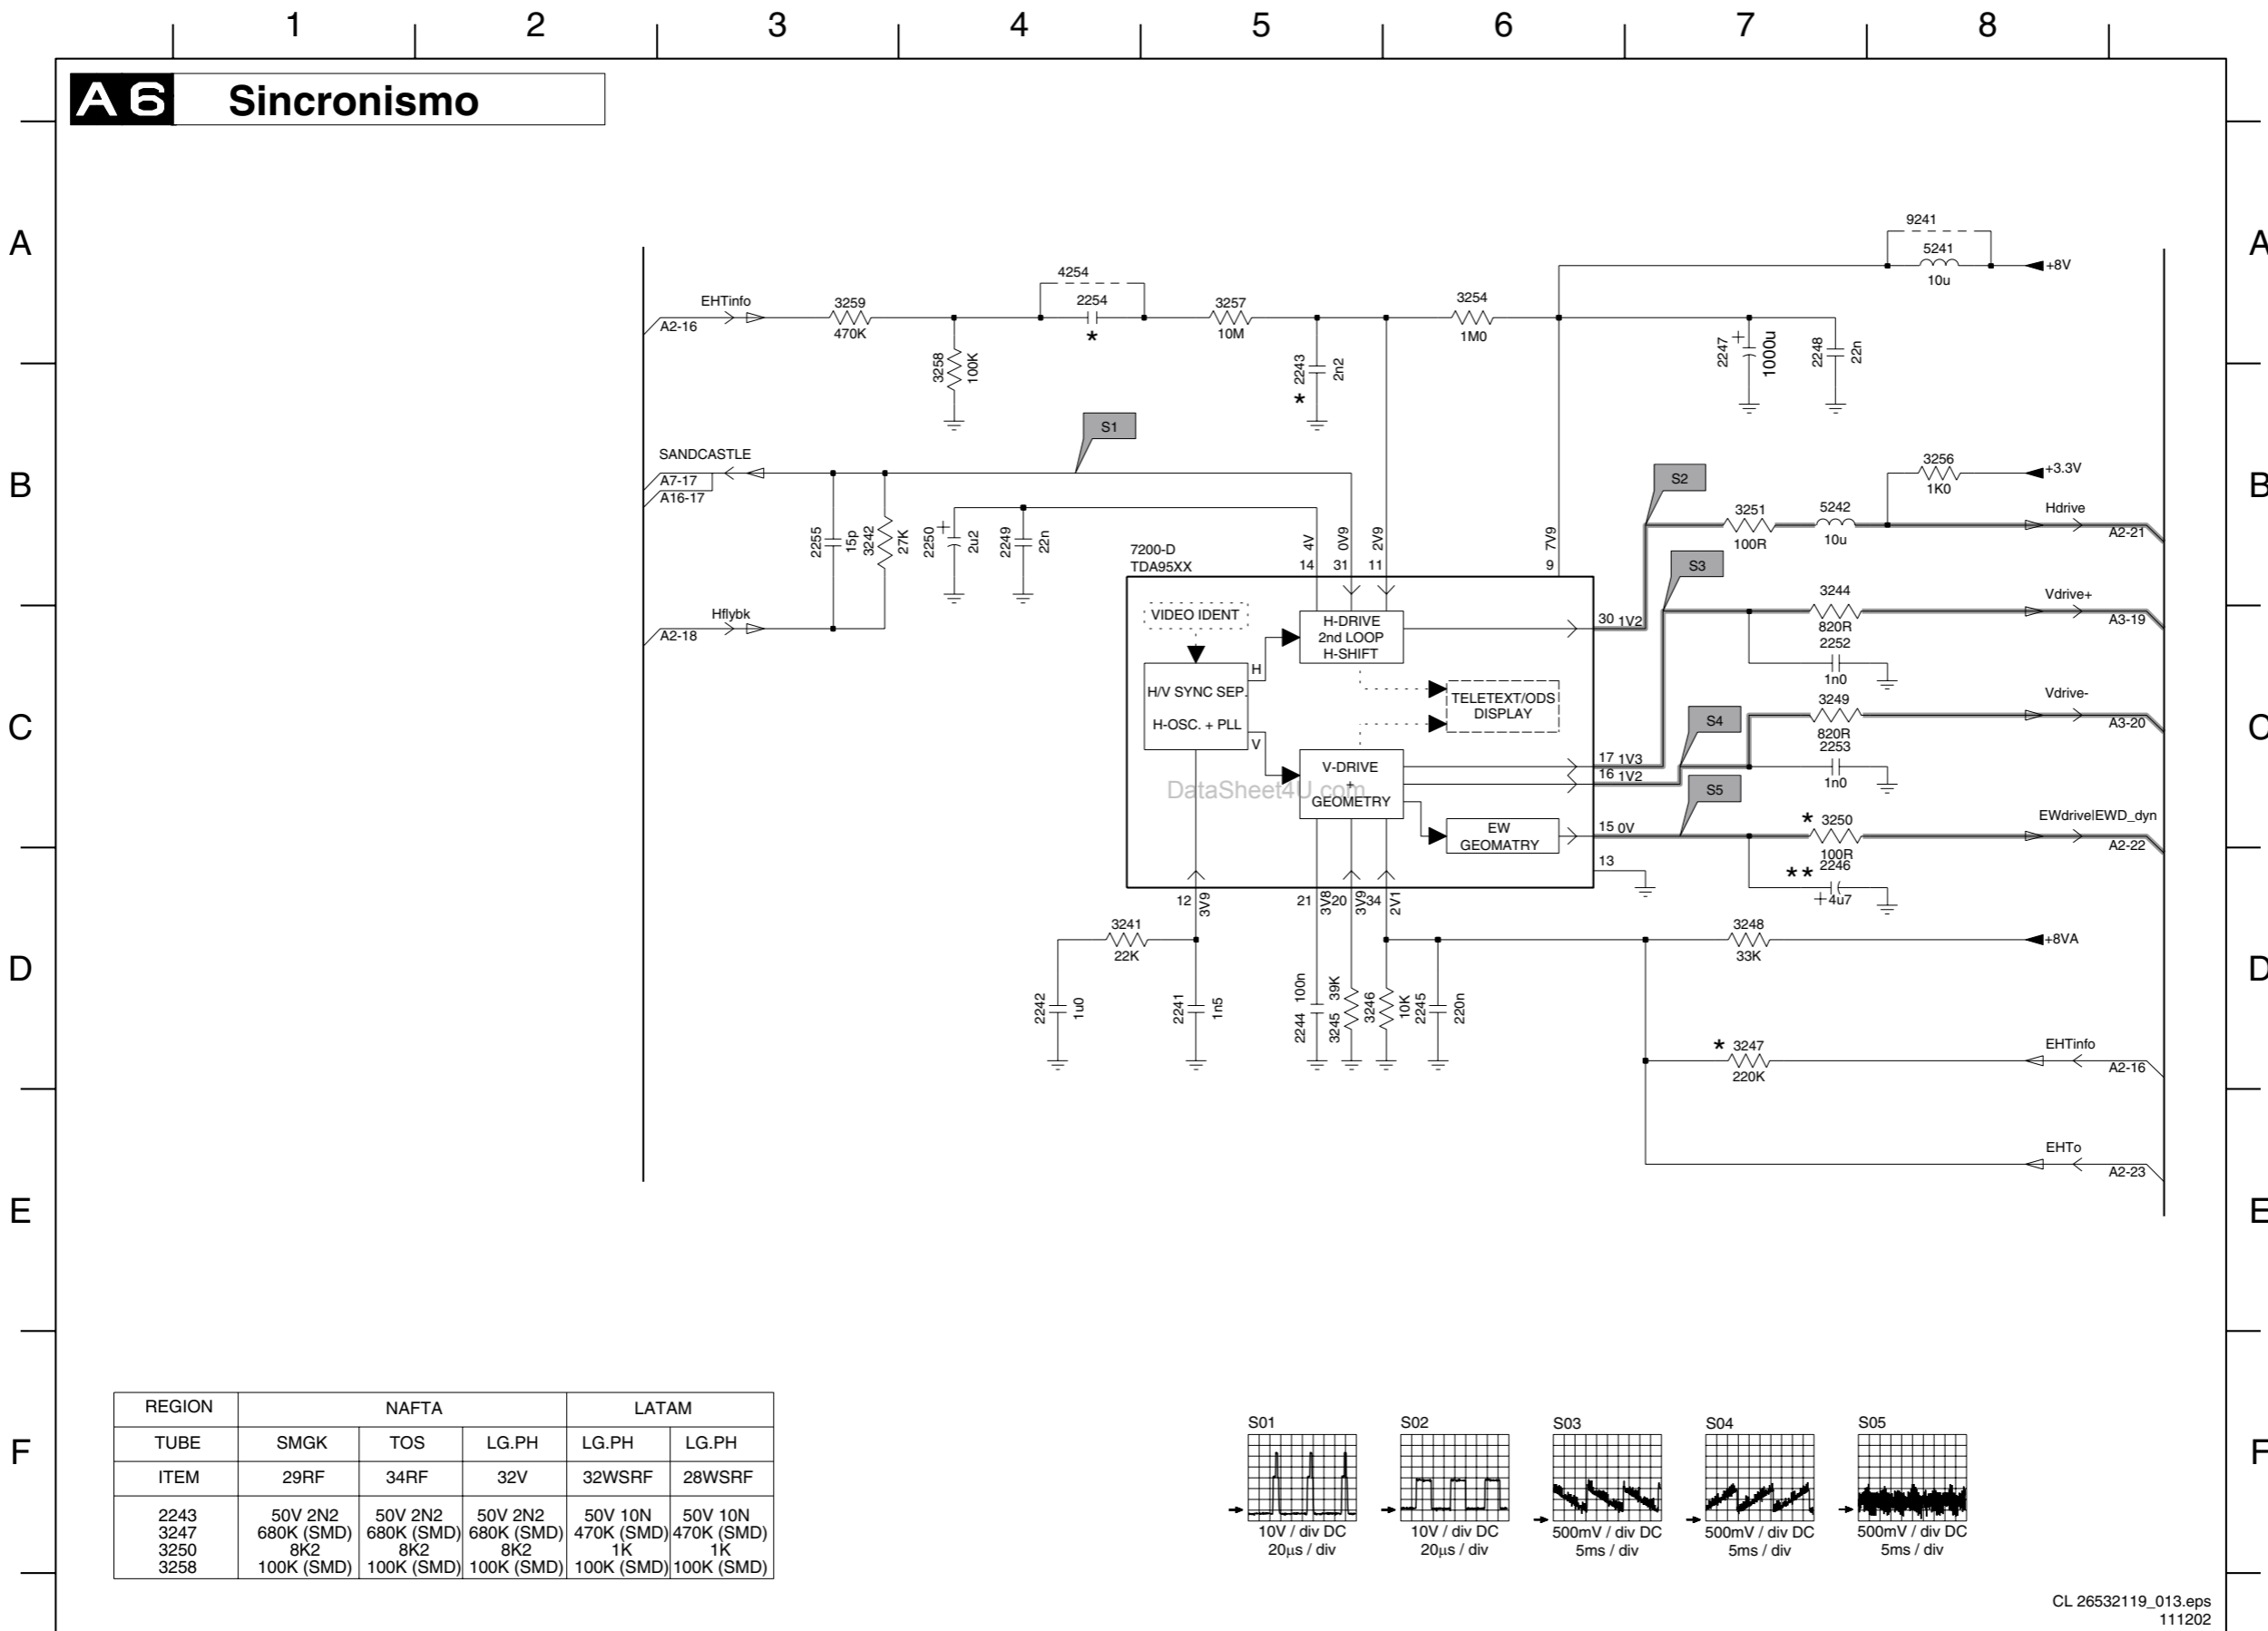 1 2 3 4 5 6 7 8
A6 Sincronismo
A A
B B
C C
D D
E E
F F
9241
5241
10u
+8V
EHTinfo
A2-16
3259
470K
4254
2254
*
3257
10M
3254
1M0
3258
100K
2243
2n2
*
2247
+
1000u
2248
22n
S1
SANDCASTLE
A7-17
A16-17
2255
15p
3242
27K
2250
+
2u2
2249
22n
Hflybk
A2-18
7200-D
TDA95XX
4V
14
0V9
31
2V9
11
7V9
9
S2
3256
1K0
+3.3V
3251
100R
5242
10u
Hdrive
A2-21
S3
3244
820R
Vdrive+
A3-19
2252
1n0
VIDEO IDENT
H-DRIVE
2nd LOOP
H-SHIFT
30 1V2
H
H/V SYNC SEP.
H-OSC. + PLL
V
TELETEXT/ODS
DISPLAY
3249
820R
Vdrive-
A3-20
S4
2253
1n0
V-DRIVE
+
GEOMETRY
17 1V3
16 1V2
DataSheet4U.com
S5
EW
GEOMATRY
15 0V
13
* 3250
100R
EWdrive|EWD_dyn
A2-22
** 2246
+4u7
12
3V9
21
3V8
20
3V9
34
2V1
3241
22K
2242
1u0
2241
1n5
2244
100n
3245
39K
3246
10K
2245
220n
3248
33K
+8VA
* 3247
220K
EHTinfo
A2-16
EHTo
A2-23
REGION NAFTA LATAM
TUBE SMGK TOS LG.PH LG.PH LG.PH
ITEM 29RF 34RF 32V 32WSRF 28WSRF
2243 50V 2N2 50V 2N2 50V 2N2 50V 10N 50V 10N
3247 680K (SMD) 680K (SMD) 680K (SMD) 470K (SMD) 470K (SMD)
3250 8K2 8K2 8K2 1K 1K
3258 100K (SMD) 100K (SMD) 100K (SMD) 100K (SMD) 100K (SMD)
S01 S02 S03 S04 S05
10V / div DC 10V / div DC 500mV / div DC 500mV / div DC 500mV / div DC
20µs / div 20µs / div 5ms / div 5ms / div 5ms / div
CL 26532119_013.eps
111202